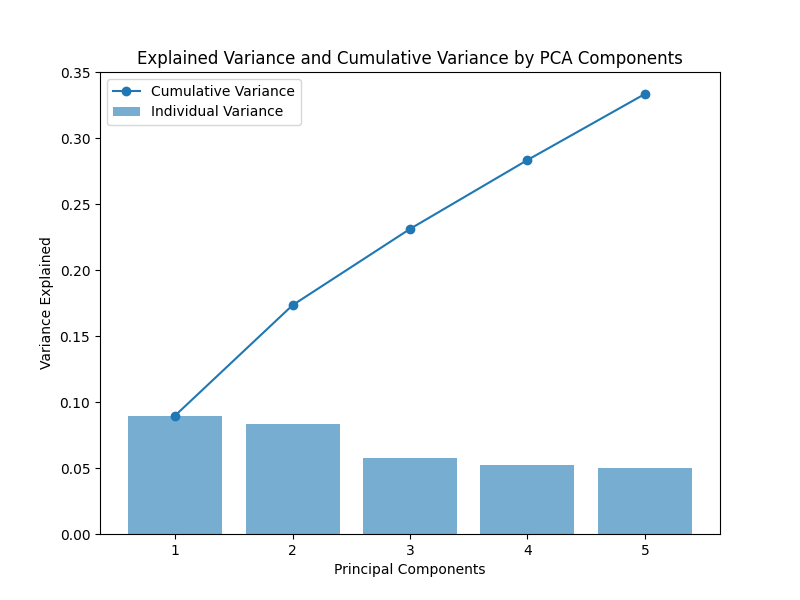 Explained Variance and Cumulative Variance by PCA Components
Cumulative Variance
Individual Variance
0.35
0.30
0.25
0.20
0.15
0.10
0.05
0.00
Variance Explained
1 2 3 4 5
Principal Components